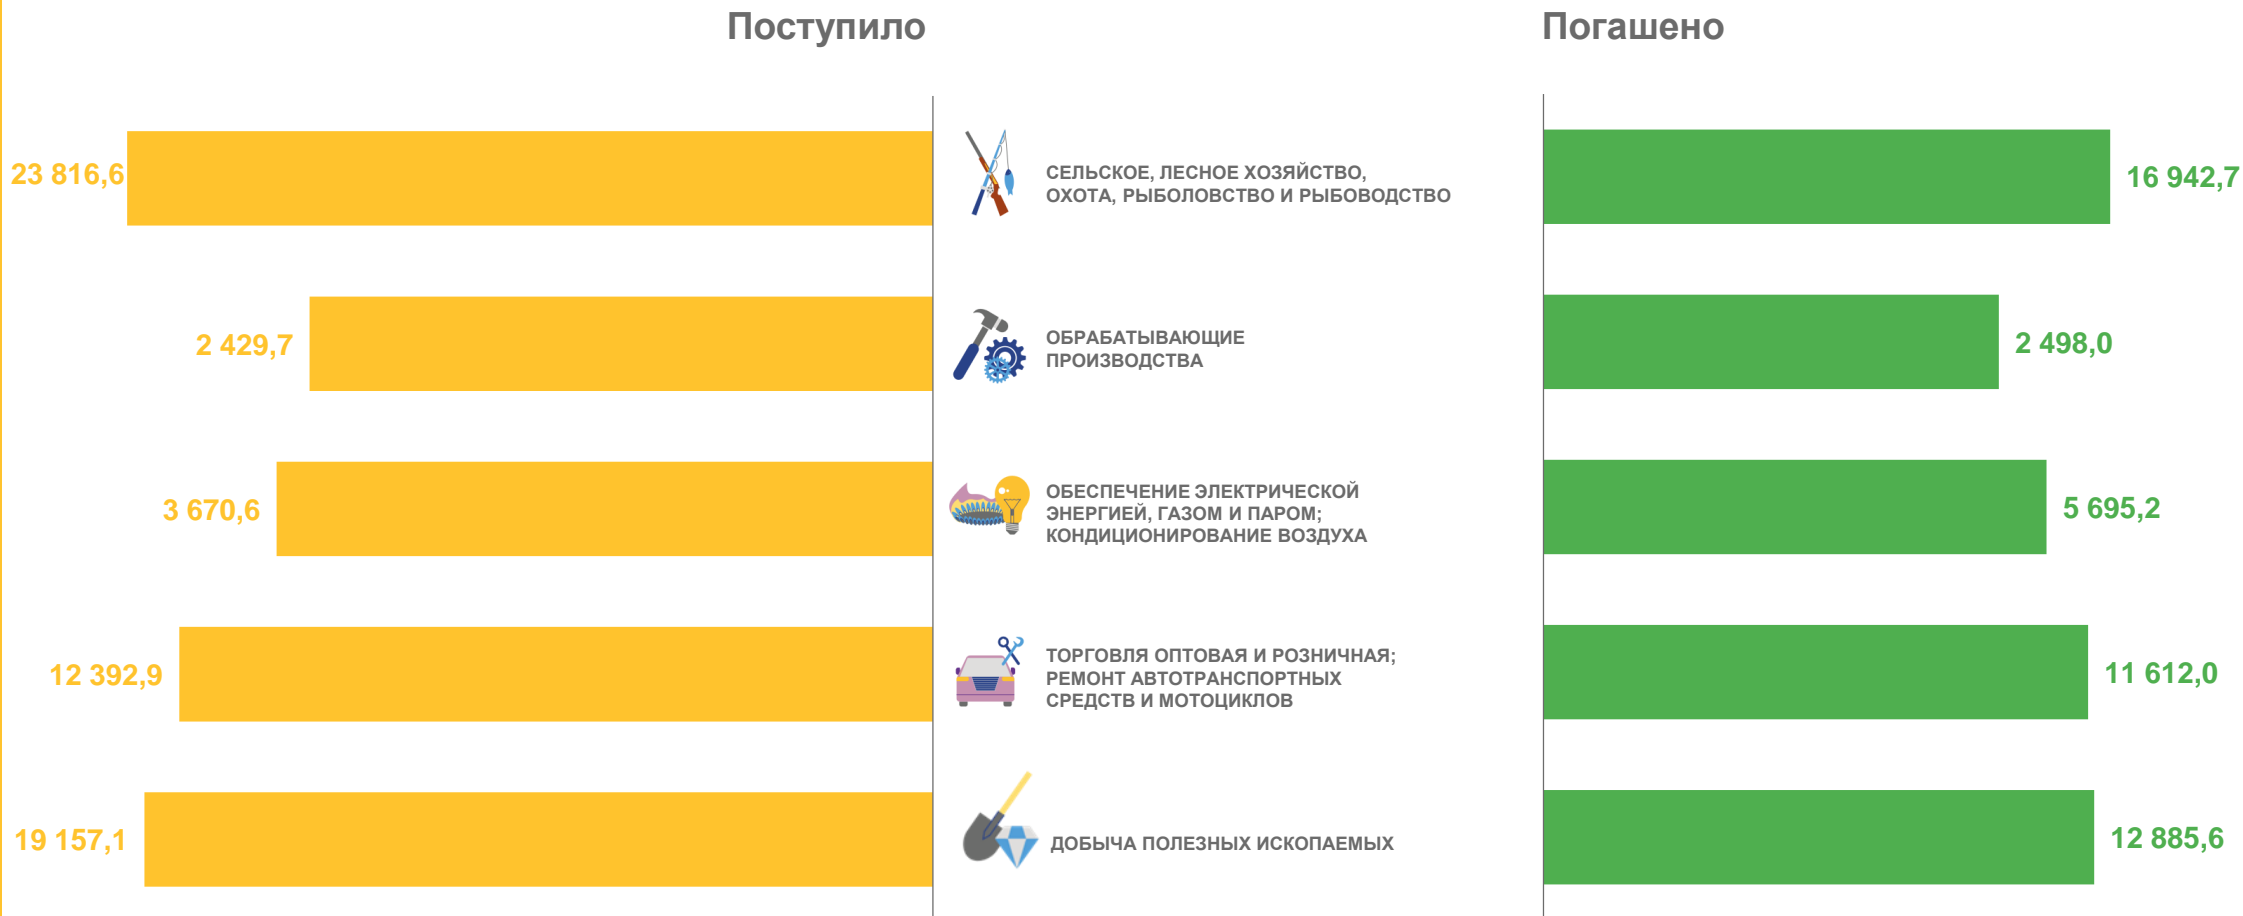 Поступило
Погашено
23 816,6
СЕЛЬСКОЕ, ЛЕСНОЕ ХОЗЯЙСТВО,
ОХОТА, РЫБОЛОВСТВО И РЫБОВОДСТВО
16 942,7
2 429,7
ОБРАБАТЫВАЮЩИЕ
ПРОИЗВОДСТВА
2 498,0
3 670,6
ОБЕСПЕЧЕНИЕ ЭЛЕКТРИЧЕСКОЙ
ЭНЕРГИЕЙ, ГАЗОМ И ПАРОМ;
КОНДИЦИОНИРОВАНИЕ ВОЗДУХА
5 695,2
12 392,9
ТОРГОВЛЯ ОПТОВАЯ И РОЗНИЧНАЯ;
РЕМОНТ АВТОТРАНСПОРТНЫХ
СРЕДСТВ И МОТОЦИКЛОВ
11 612,0
19 157,1
ДОБЫЧА ПОЛЕЗНЫХ ИСКОПАЕМЫХ
12 885,6